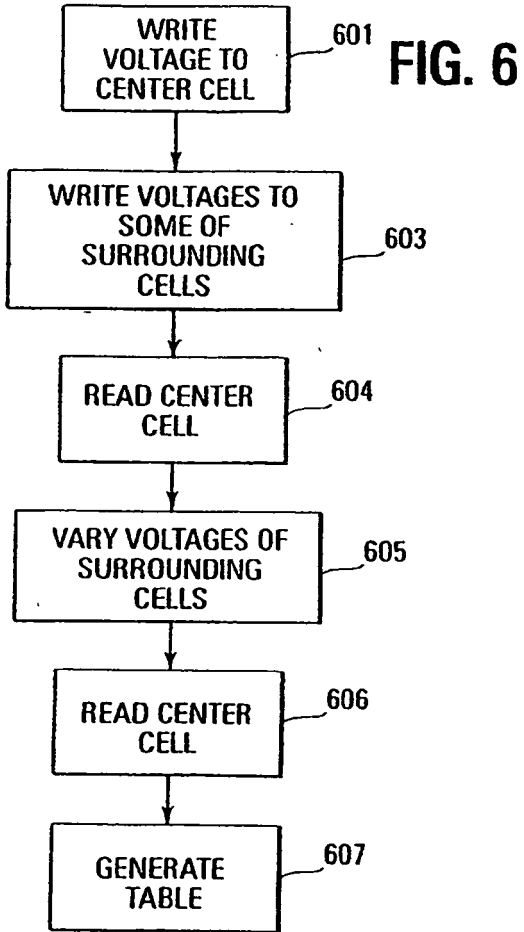 FIG. 6
WRITE
VOLTAGE TO
CENTER CELL
601
WRITE VOLTAGES TO
SOME OF
SURROUNDING
CELLS
603
READ CENTER
CELL
604
VARY VOLTAGES OF
SURROUNDING
CELLS
605
READ CENTER
CELL
606
GENERATE
TABLE
607